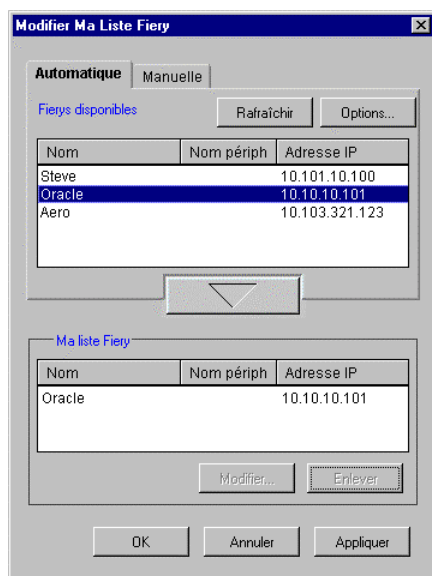 Modifier Ma Liste Fiery
Automatique Manuelle
Fierys disponibles Rafraîchir Options...
Nom Nom périph Adresse IP
Steve 10.101.10.100
Oracle 10.10.10.101
Aero 10.103.321.123
Ma liste Fiery
Nom Nom périph Adresse IP
Oracle 10.10.10.101
Modifier... Enlever
OK Annuler Appliquer